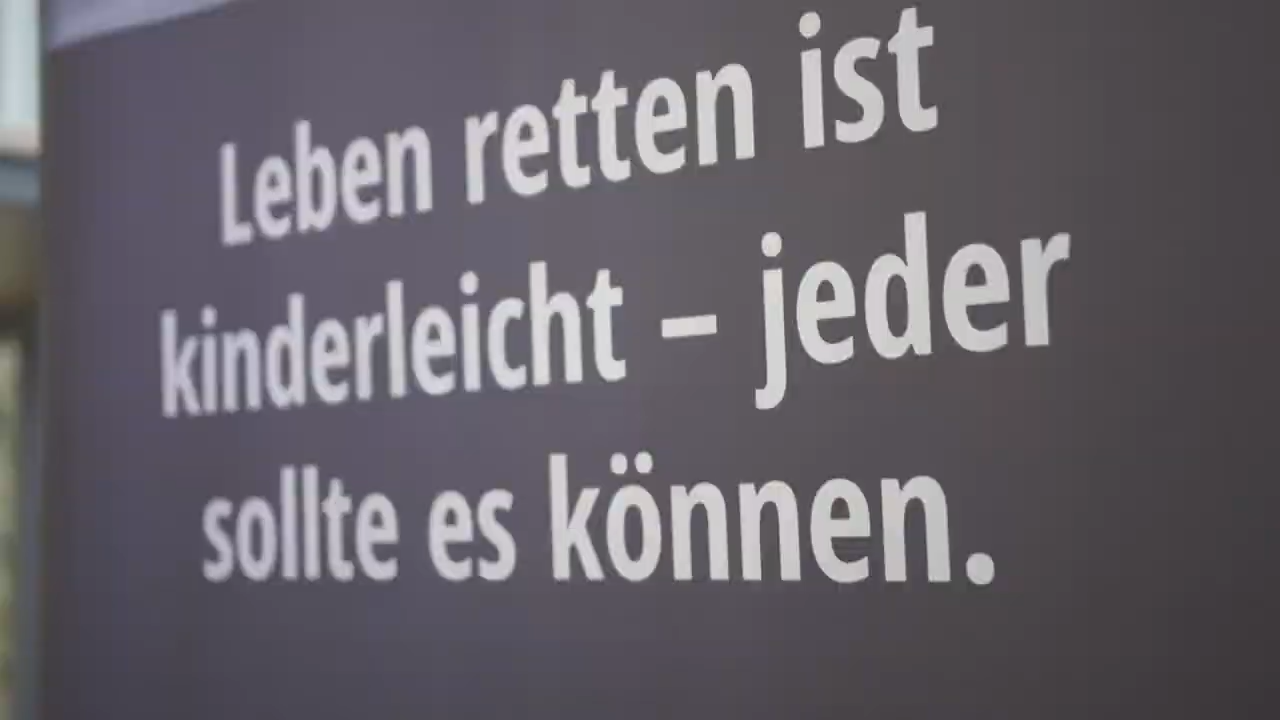 Leben retten ist
kinderleicht – jeder
sollte es können.